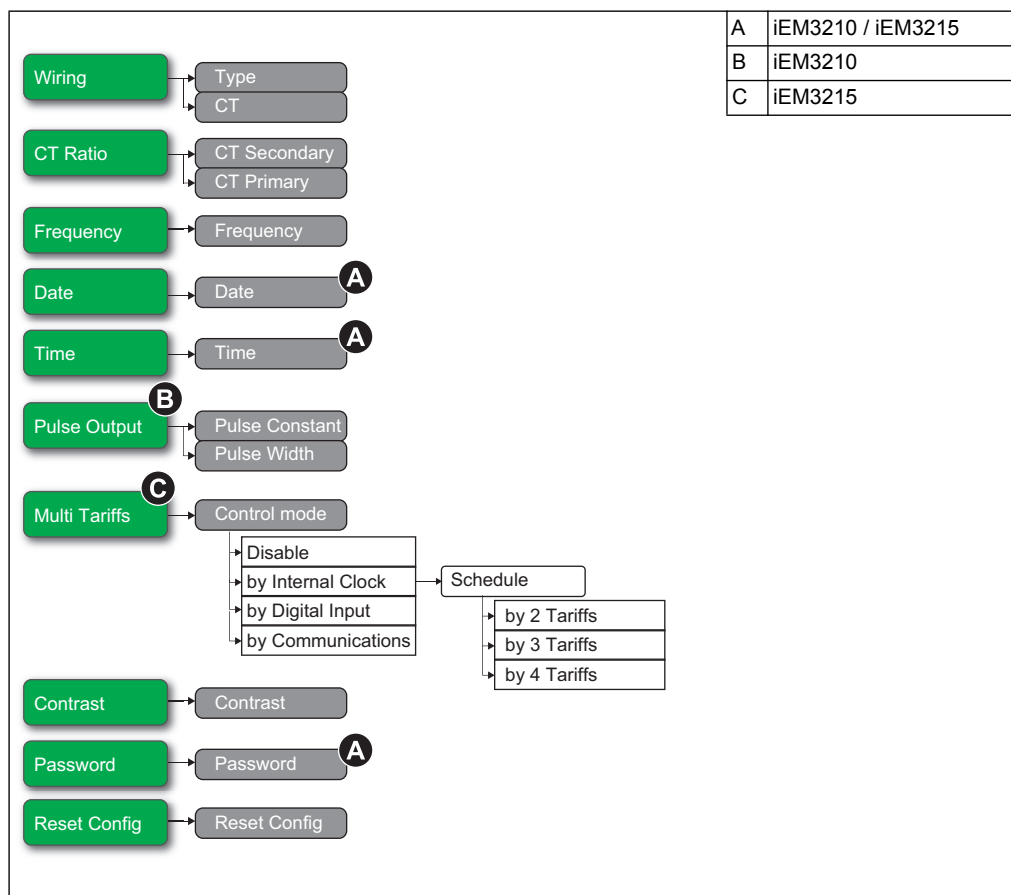 A iEM3210 / iEM3215
B iEM3210
C iEM3215
Wiring
Type
CT
CT Ratio
CT Secondary
CT Primary
Frequency
Frequency
Date
Date
A
Time
Time
A
B
Pulse Output
Pulse Constant
Pulse Width
C
Multi Tariffs
Control mode
Disable
by Internal Clock
by Digital Input
by Communications
Schedule
by 2 Tariffs
by 3 Tariffs
by 4 Tariffs
Contrast
Contrast
Password
Password
A
Reset Config
Reset Config